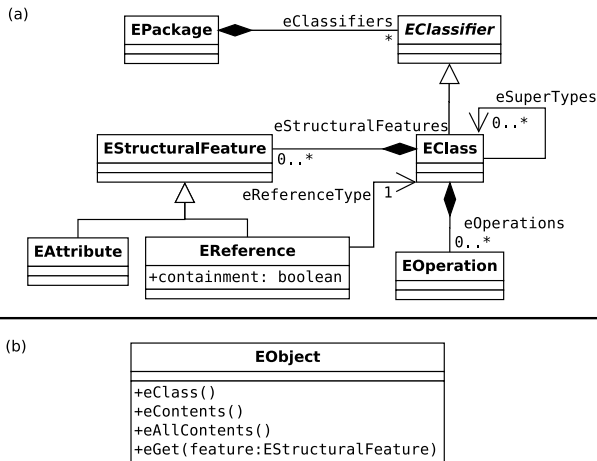 (a)
EPackage
eClassifiers
*
EClassifier
eSuperTypes
0..*
eStructuralFeatures
EStructuralFeature
0..*
EClass
eReferenceType
1
EAttribute
EReference
+containment: boolean
eOperations
0..*
EOperation
(b)
EObject
+eClass()
+eContents()
+eAllContents()
+eGet(feature:EStructuralFeature)